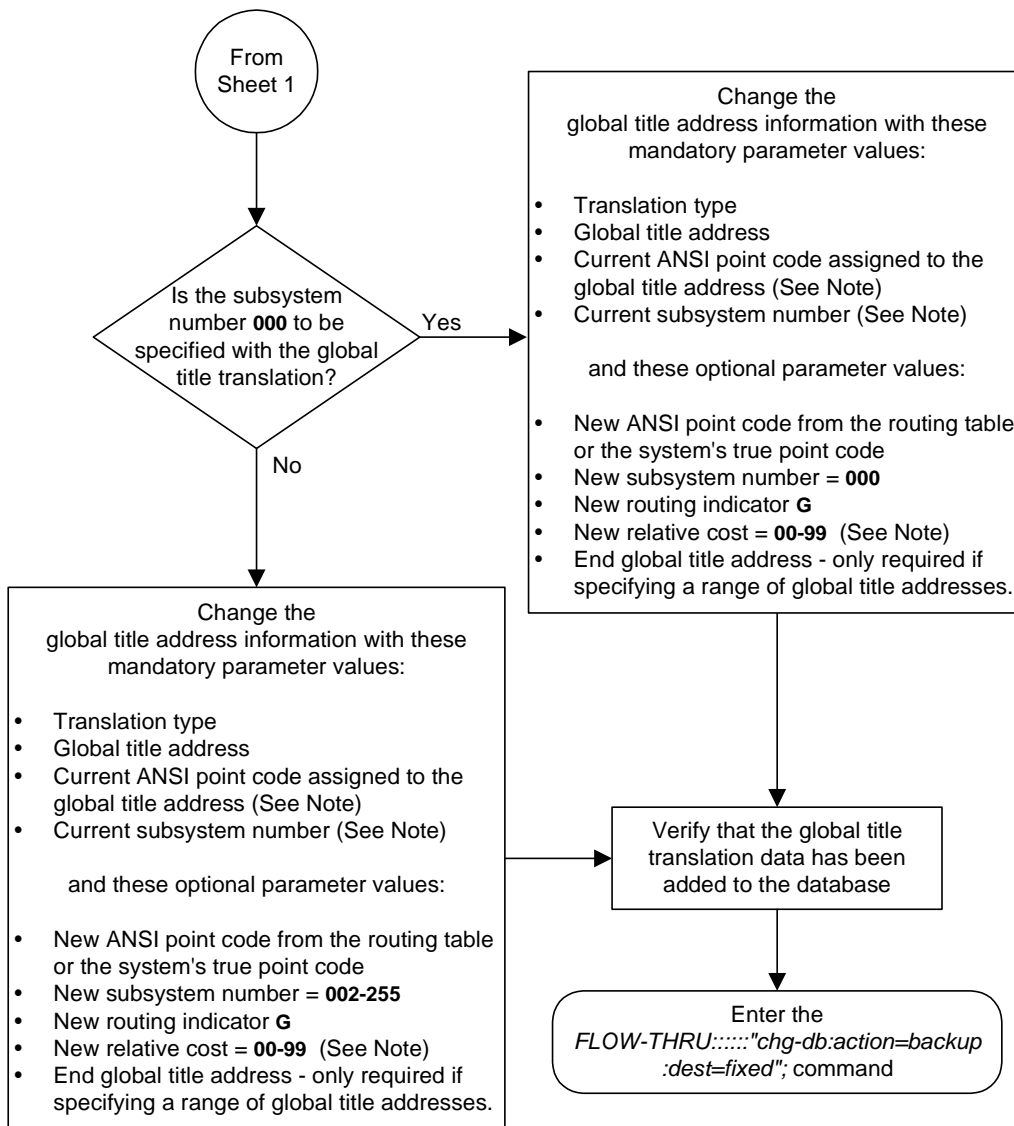 From
Sheet 1
Is the subsystem
number 000 to be
specified with the global
title translation?
Yes
No
Change the
global title address information with these
mandatory parameter values:
• Translation type
• Global title address
• Current ANSI point code assigned to the
global title address (See Note)
• Current subsystem number (See Note)
and these optional parameter values:
• New ANSI point code from the routing table
or the system's true point code
• New subsystem number = 000
• New routing indicator G
• New relative cost = 00-99 (See Note)
• End global title address - only required if
specifying a range of global title addresses.
Change the
global title address information with these
mandatory parameter values:
• Translation type
• Global title address
• Current ANSI point code assigned to the
global title address (See Note)
• Current subsystem number (See Note)
and these optional parameter values:
• New ANSI point code from the routing table
or the system's true point code
• New subsystem number = 002-255
• New routing indicator G
• New relative cost = 00-99 (See Note)
• End global title address - only required if
specifying a range of global title addresses.
Verify that the global title
translation data has been
added to the database
Enter the
FLOW-THRU::::::"chg-db:action=backup
:dest=fixed"; command